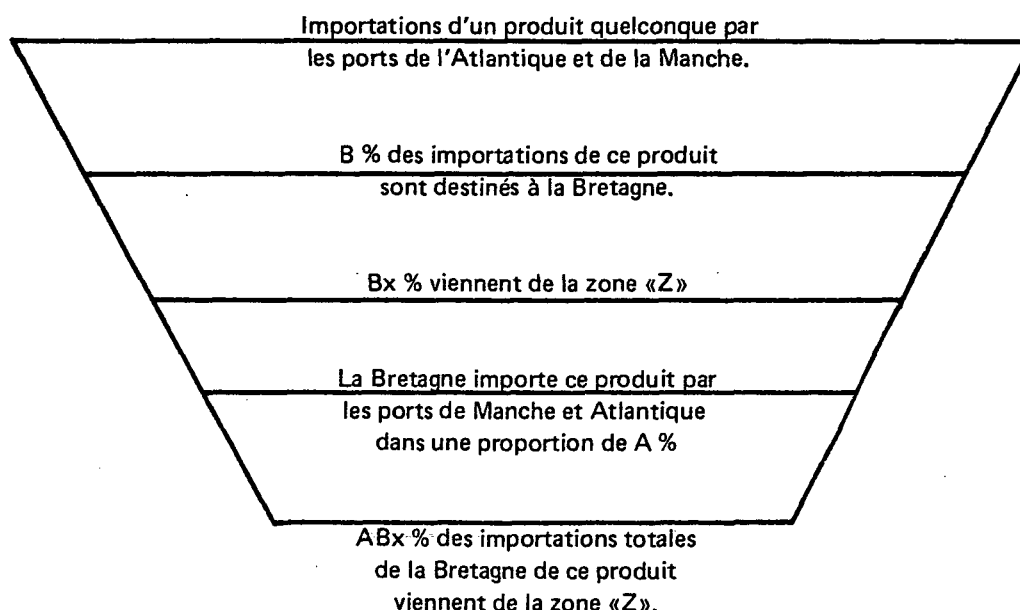 Importations d'un produit quelconque par
les ports de l'Atlantique et de la Manche.
B % des importations de ce produit
sont destinés à la Bretagne.
Bx % viennent de la zone «Z»
La Bretagne importe ce produit par
les ports de Manche et Atlantique
dans une proportion de A %
ABx % des importations totales
de la Bretagne de ce produit
viennent de la zone «Z».